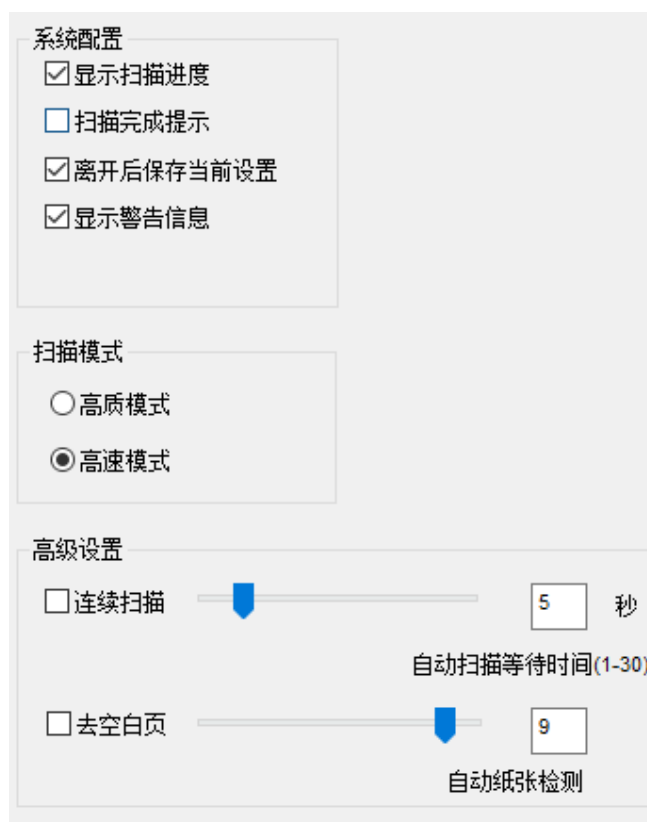 系统配置
显示扫描进度
扫描完成提示
离开后保存当前设置
显示警告信息
扫描模式
高质模式
高速模式
高级设置
连续扫描 5 秒
自动扫描等待时间(1-30)
去空白页 9
自动纸张检测